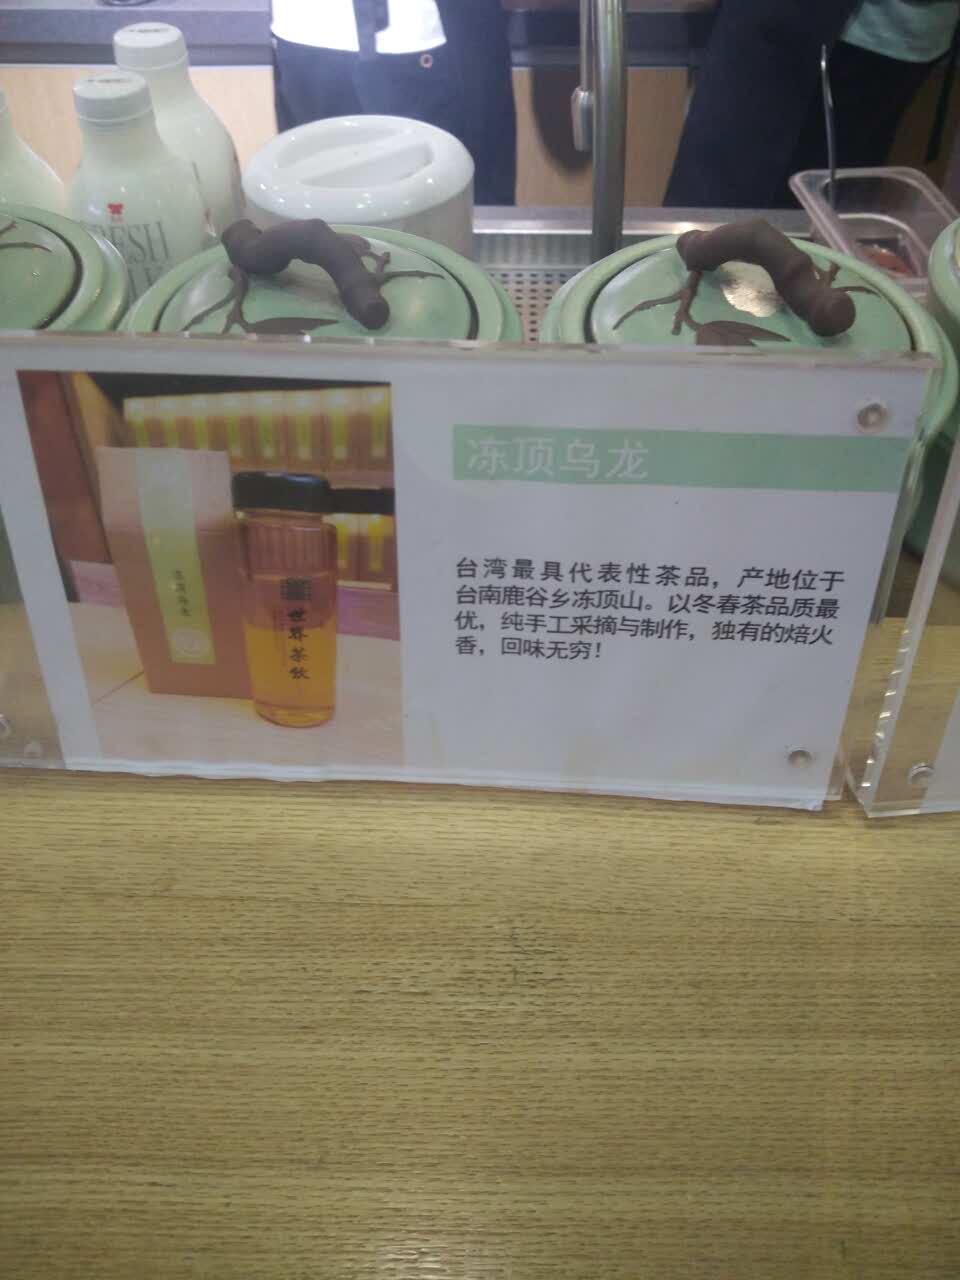 FRESH
冻顶乌龙
台湾最具代表性茶品，产地位于
台南鹿谷乡冻顶山。以冬春茶品质最
优，纯手工采摘与制作，独有的焙火
香，回味无穷！
世界茶饮